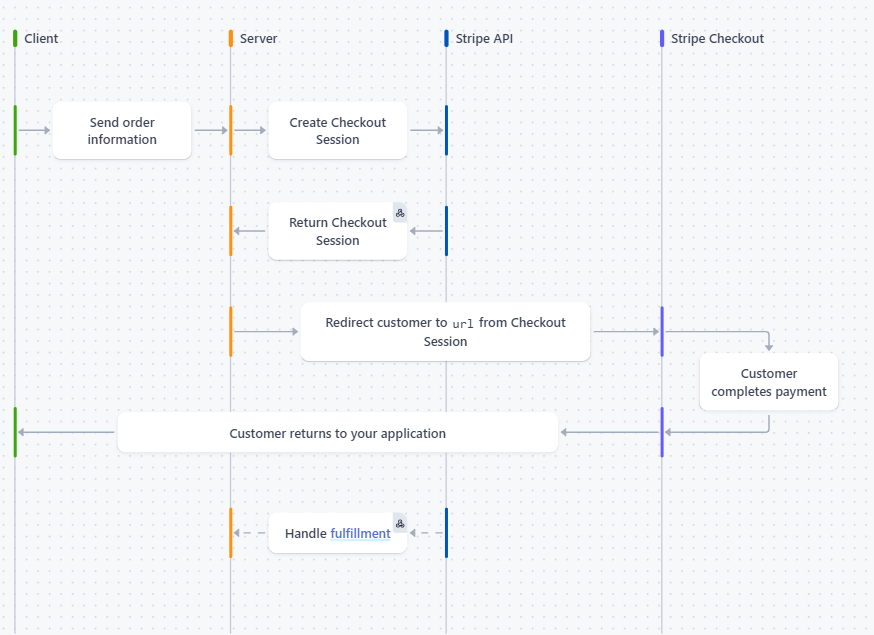 Client
Server
Stripe API
Stripe Checkout
Send order
information
Create Checkout
Session
Return Checkout
Session
Redirect customer to url from Checkout
Session
Customer
completes payment
Customer returns to your application
Handle fulfillment